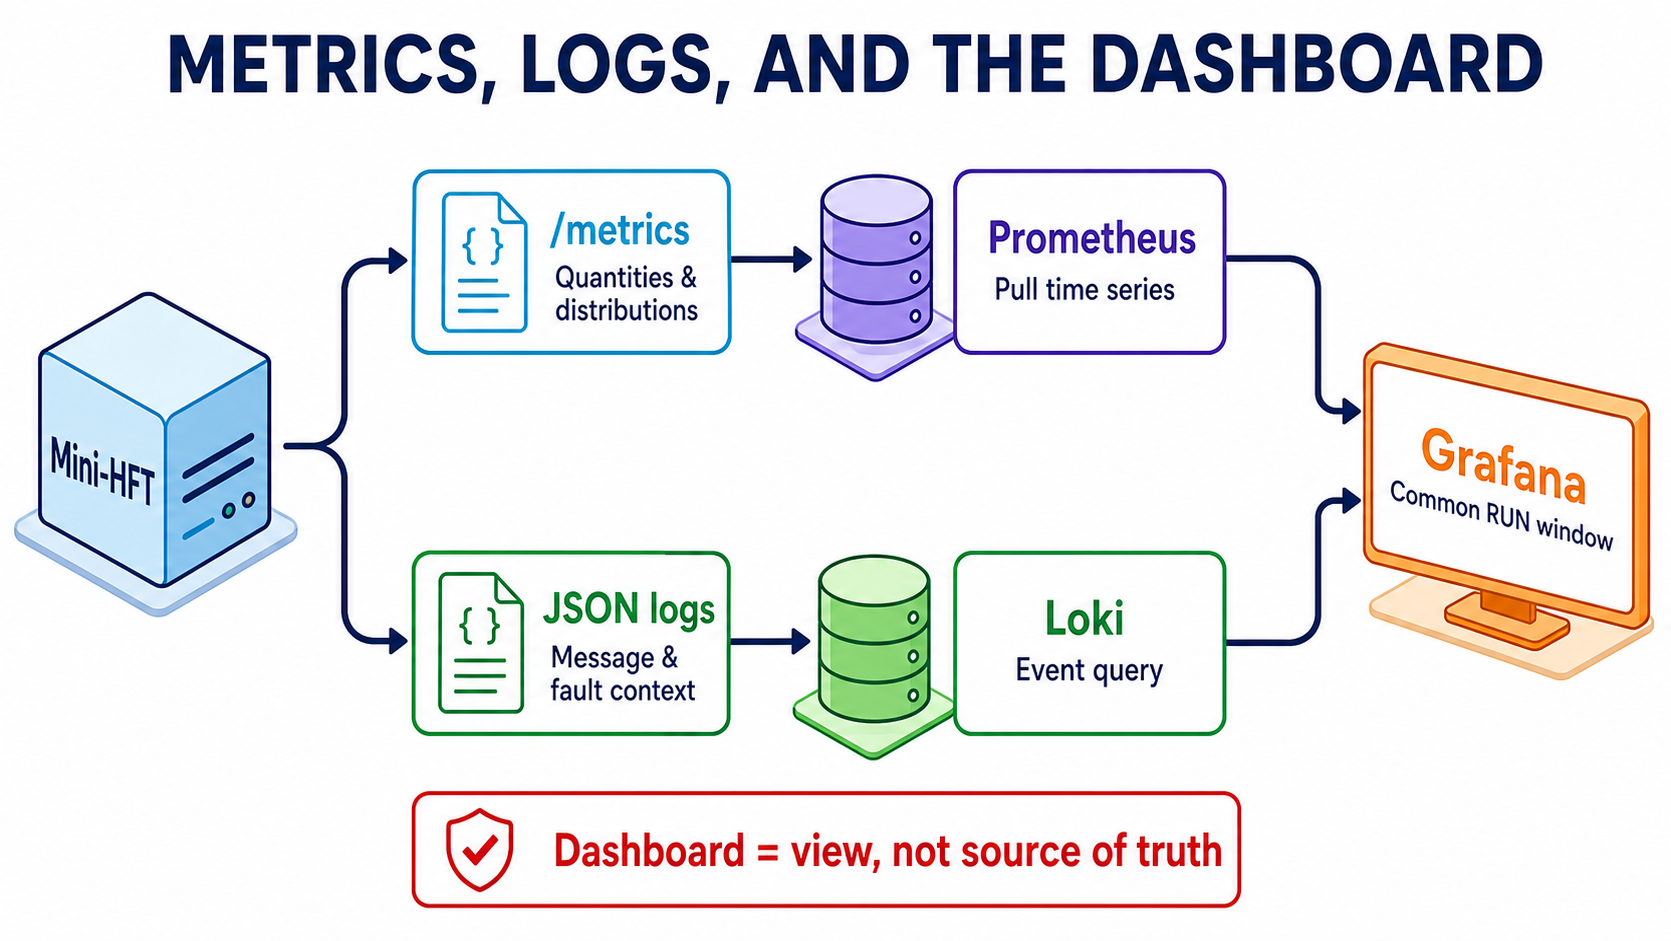 METRICS, LOGS, AND THE DASHBOARD
Mini-HFT
{ }
/metrics
Quantities &
distributions
Prometheus
Pull time series
{ }
JSON logs
Message &
fault context
Loki
Event query
Grafana
Common RUN window
Dashboard = view, not source of truth